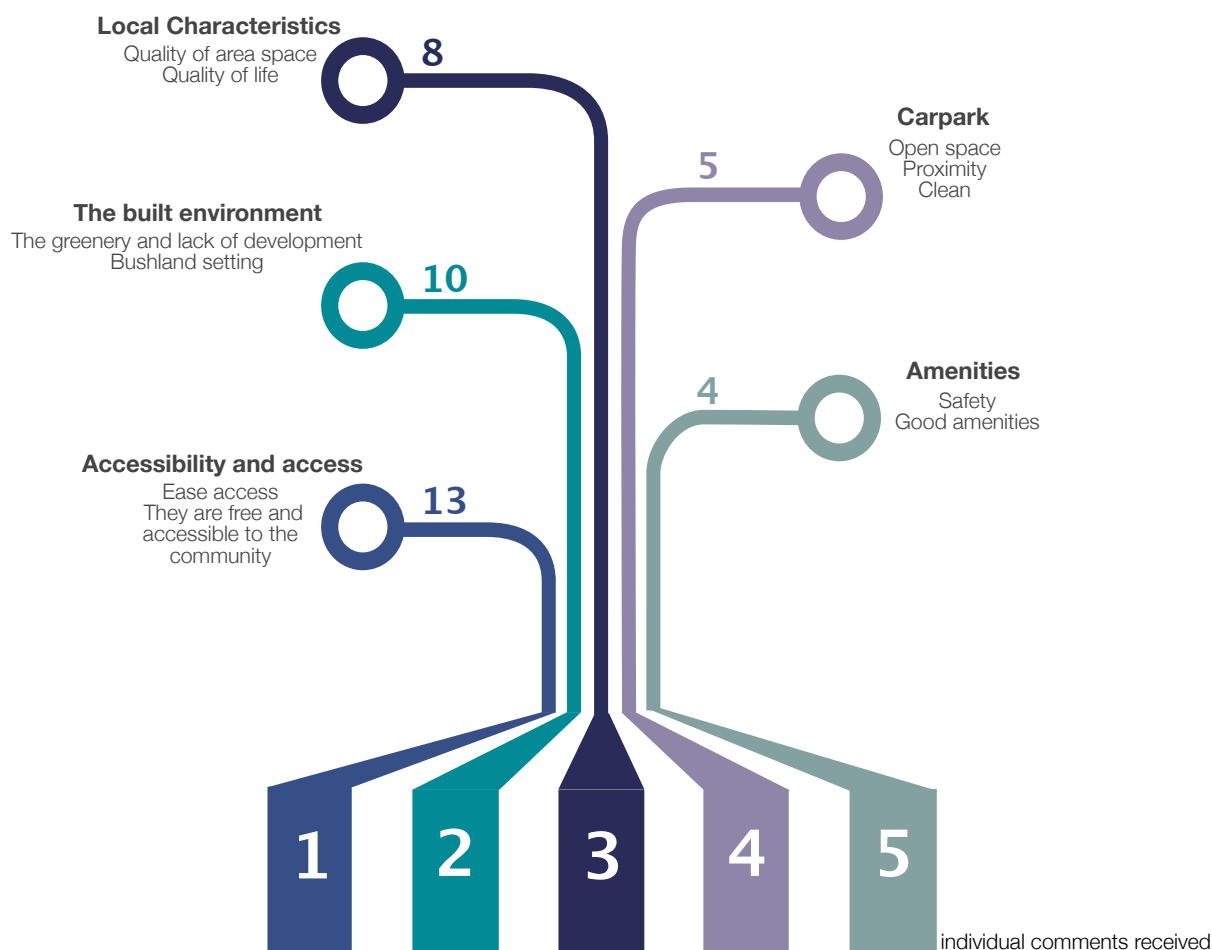 Local Characteristics
Quality of area space
Quality of life
8
Carpark
Open space
Proximity
Clean
5
The built environment
The greenery and lack of development
Bushland setting
10
Amenities
Safety
Good amenities
4
Accessibility and access
Ease access
They are free and
accessible to the
community
13
1
2
3
4
5
individual comments received